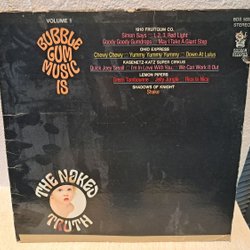 VOLUME 1
BUBBLE
GUM
MUSIC
IS
THE NAKED
TRUTH
1910 FRUITGUM CO.
Simon Says :: 1, 2, 3, Red Light
Goody Goody Gumdrops :: May I Take A Giant Step
OHIO EXPRESS
Chewy Chewy :: Yummy Yummy Yummy :: Down At Lulus
KASENETZ-KATZ SUPER CIRKUS
Quick Joey Small :: I'm In Love With You :: We Can Work It Out
LEMON PIPERS
Green Tambourine :: Jelly Jungle :: Rice Is Nice
SHADOWS OF KNIGHT
Shake
BDS